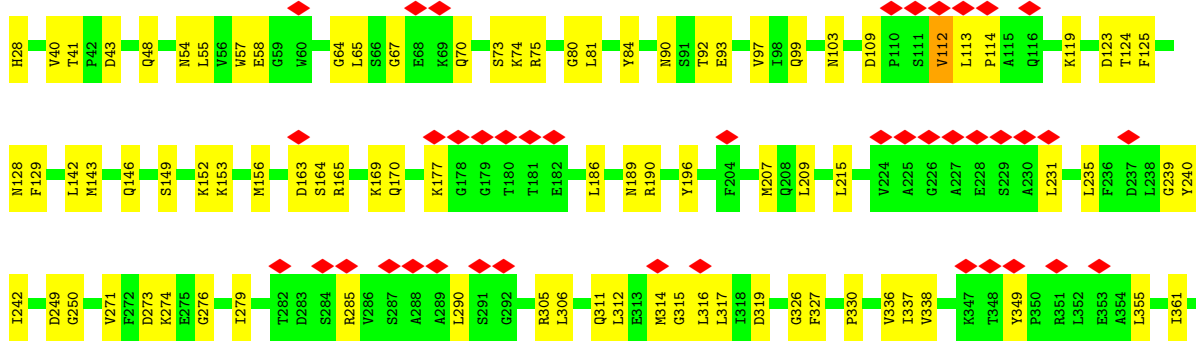 H28 V40 T41 P42 D43 Q48 N54 L55 V56 W57 E58 G59 W60 G64 L65 S66 G67 E68 K69 Q70 S73 K74 R75 G80 L81 Y84 N90 S91 T92 E93 V97 I98 Q99 N103 D109 P110 S111 V112 L113 P114 A115 Q116 K119 D123 T124 F125
N128 F129 L142 M143 Q146 S149 K152 K153 M156 D163 S164 R165 K169 Q170 K177 G178 G179 T180 T181 E182 L186 N189 R190 Y196 F204 M207 Q208 L209 L215 V224 A225 G226 A227 E228 S229 A230 L231 L235 F236 D237 L238 G239 Y240
I242 D249 G250 V271 F272 D273 K274 E275 G276 I279 T282 D283 S284 R285 V286 S287 A288 A289 L290 S291 G292 R305 L306 Q311 L312 E313 M314 G315 L316 L317 I318 D319 G326 F327 P330 V336 I337 V338 K347 T348 Y349 P350 R351 L352 E353 A354 L355 I361